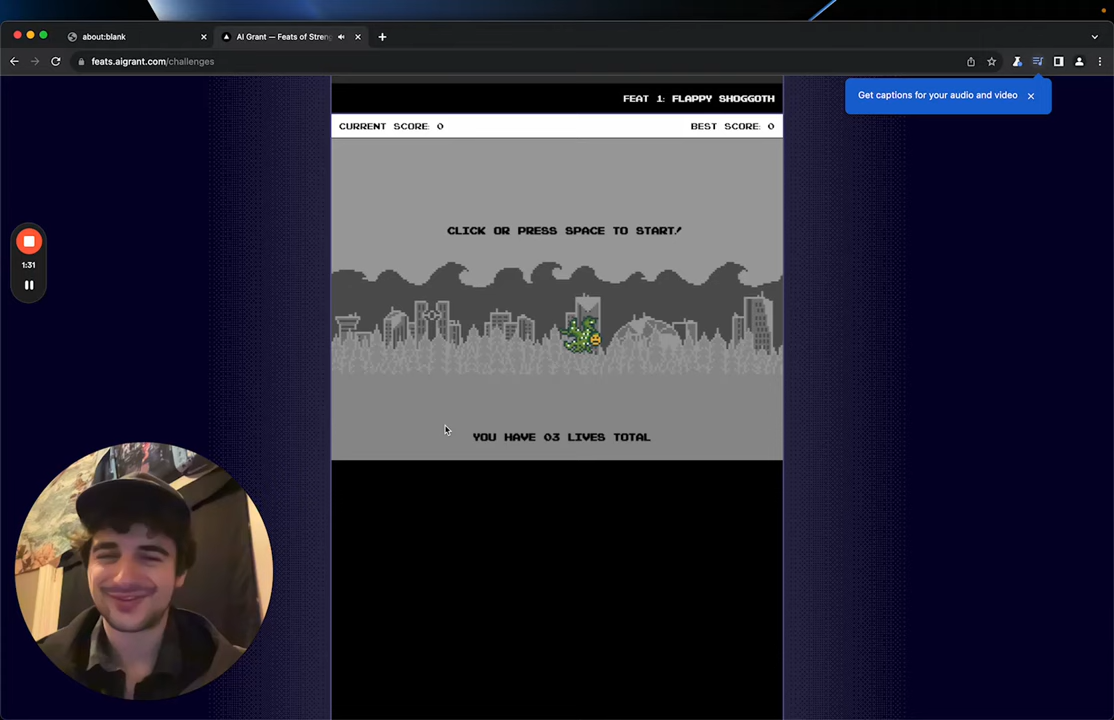 about:blank
AI Grant — Feats of Stren
feats.aigrant.com/challenges
Get captions for your audio and video
FEAT 1: FLAPPY SHOGGOTH
CURRENT SCORE: 0
BEST SCORE: 0
CLICK OR PRESS SPACE TO START!
1:31
YOU HAVE 03 LIVES TOTAL